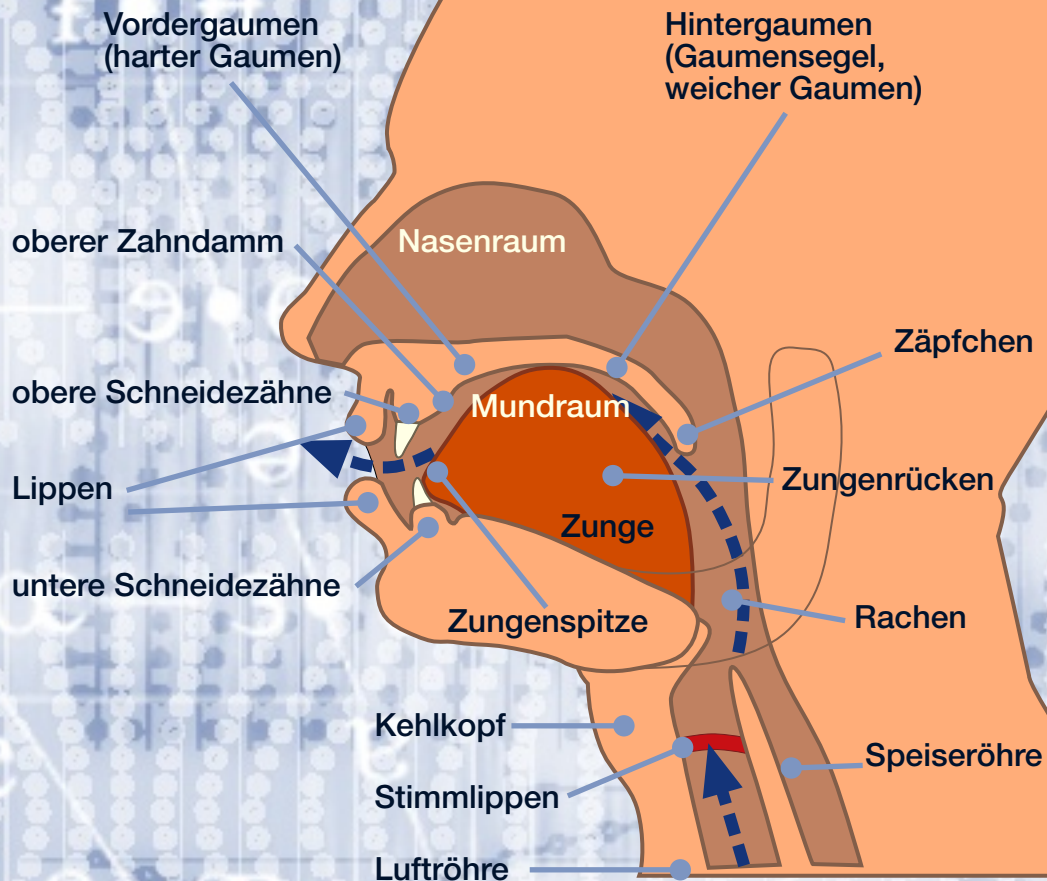 Vordergaumen
(harter Gaumen)
Hintergaumen
(Gaumensegel,
weicher Gaumen)
oberer Zahndamm
Nasenraum
Zäpfchen
obere Schneidezähne
Mundraum
Lippen
Zungenrücken
Zunge
untere Schneidezähne
Zungenspitze
Rachen
Kehlkopf
Speiseröhre
Stimmlippen
Luftröhre